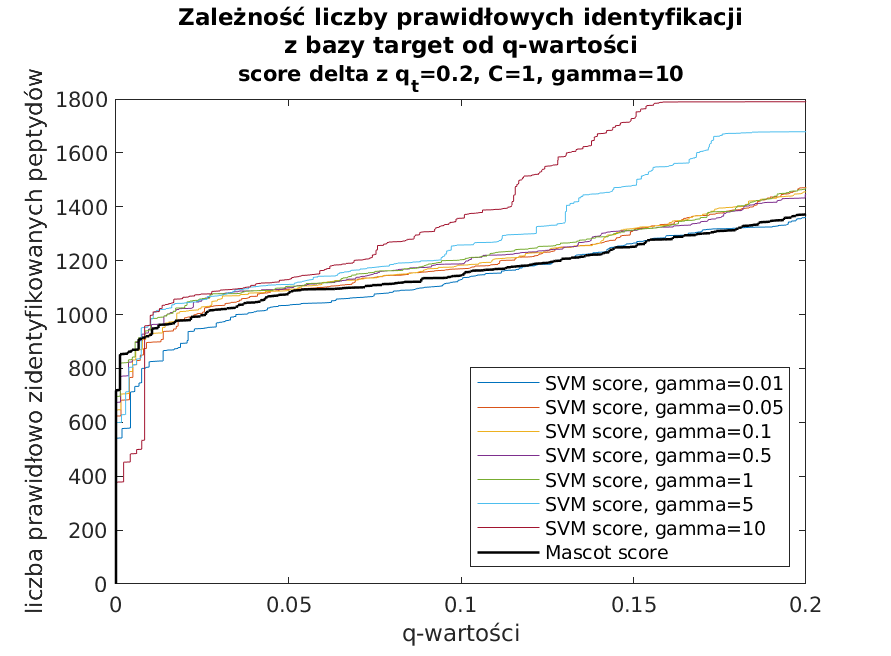 Zależność liczby prawidłowych identyfikacji
z bazy target od q-wartości
score delta z qt=0.2, C=1, gamma=10
liczba prawidłowo zidentyfikowanych peptydów
1800
1600
1400
1200
1000
800
600
400
200
0
SVM score, gamma=0.01
SVM score, gamma=0.05
SVM score, gamma=0.1
SVM score, gamma=0.5
SVM score, gamma=1
SVM score, gamma=5
SVM score, gamma=10
Mascot score
0 0.05 0.1 0.15 0.2
q-wartości